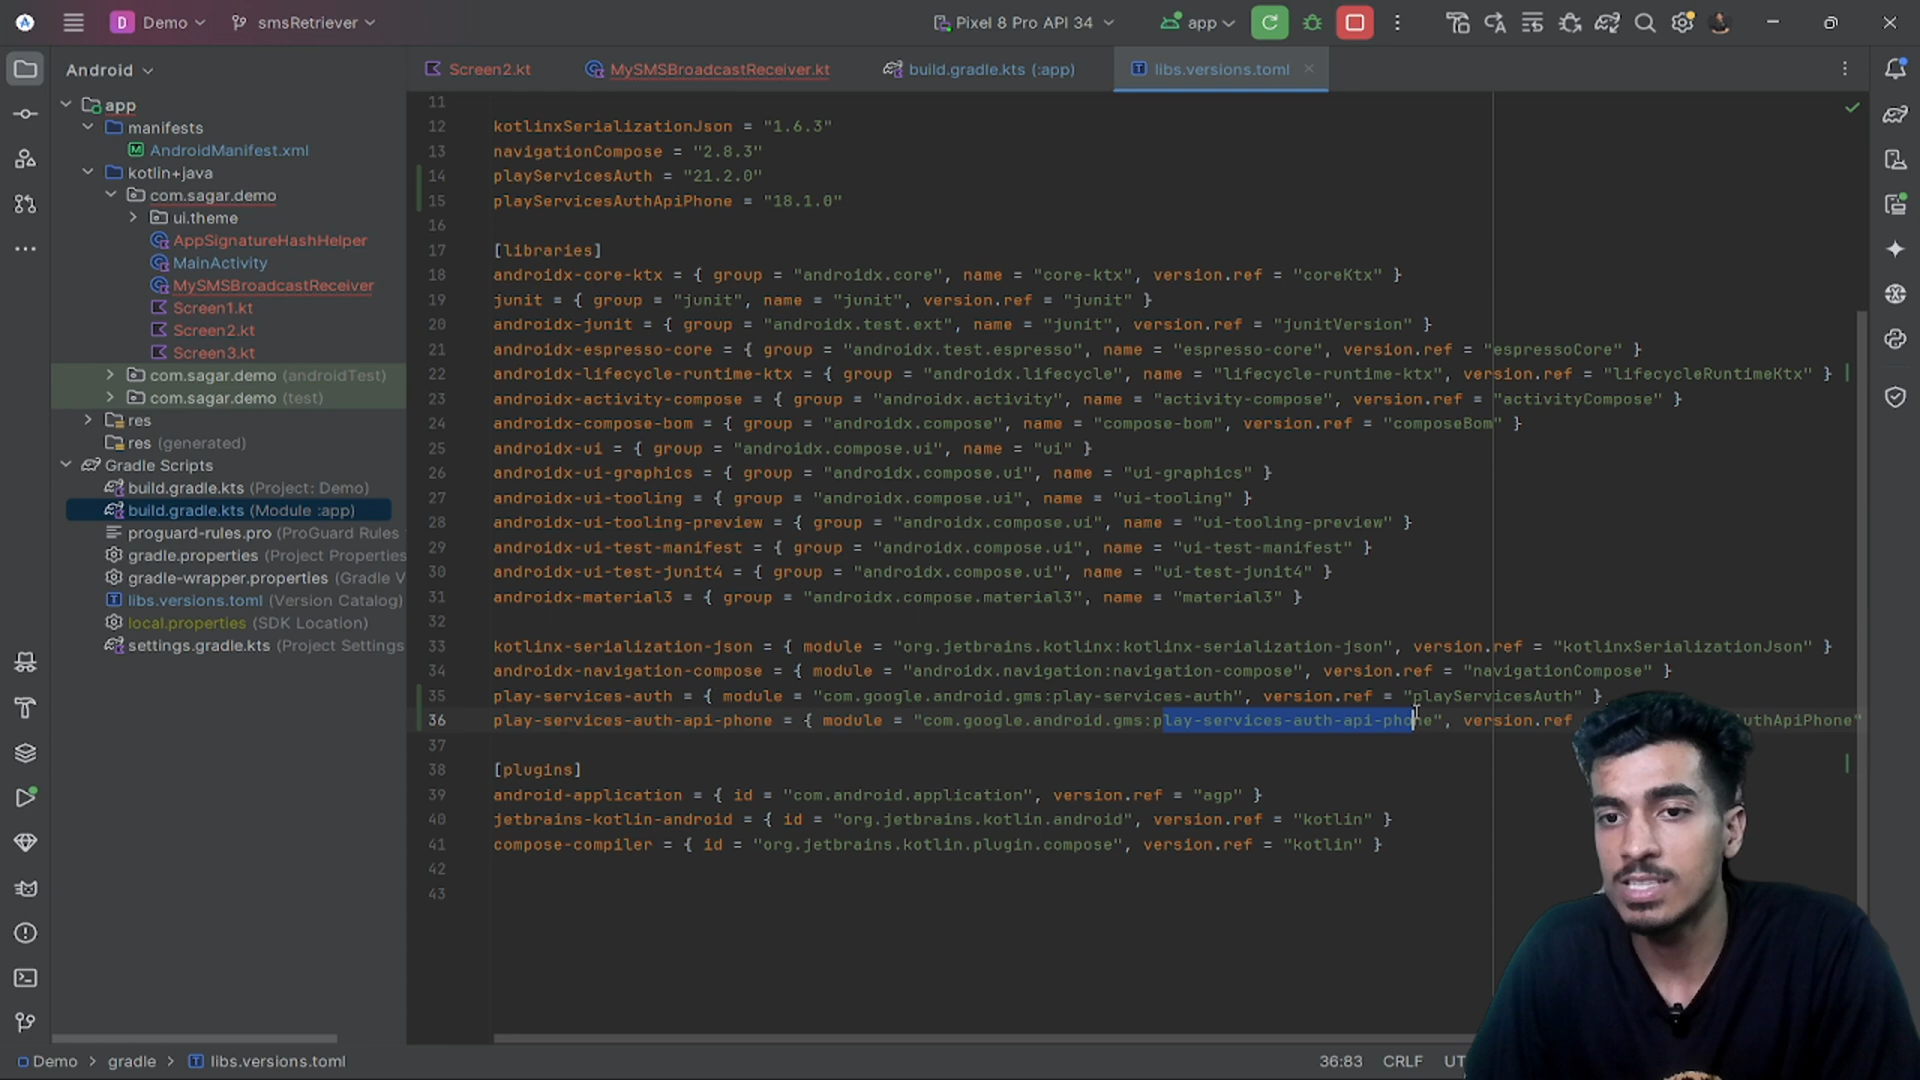 D Demo
smsRetriever
Pixel 8 Pro API 34
app
Android
Screen2.kt
MySMSBroadcastReceiver.kt
build.gradle.kts (:app)
libs.versions.toml
app
manifests
AndroidManifest.xml
kotlin+java
com.sagar.demo
ui.theme
AppSignatureHashHelper
MainActivity
MySMSBroadcastReceiver
Screen1.kt
Screen2.kt
Screen3.kt
com.sagar.demo (androidTest)
com.sagar.demo (test)
res
res (generated)
Gradle Scripts
build.gradle.kts (Project: Demo)
build.gradle.kts (Module :app)
proguard-rules.pro (ProGuard Rules
gradle.properties (Project Properties
gradle-wrapper.properties (Gradle V
libs.versions.toml (Version Catalog)
local.properties (SDK Location)
settings.gradle.kts (Project Settings
11
12 kotlinxSerializationJson = "1.6.3"
13 navigationCompose = "2.8.3"
14 playServicesAuth = "21.2.0"
15 playServicesAuthApiPhone = "18.1.0"
16
17 [libraries]
18 androidx-core-ktx = { group = "androidx.core", name = "core-ktx", version.ref = "coreKtx" }
19 junit = { group = "junit", name = "junit", version.ref = "junit" }
20 androidx-junit = { group = "androidx.test.ext", name = "junit", version.ref = "junitVersion" }
21 androidx-espresso-core = { group = "androidx.test.espresso", name = "espresso-core", version.ref = "espressoCore" }
22 androidx-lifecycle-runtime-ktx = { group = "androidx.lifecycle", name = "lifecycle-runtime-ktx", version.ref = "lifecycleRuntimeKtx" }
23 androidx-activity-compose = { group = "androidx.activity", name = "activity-compose", version.ref = "activityCompose" }
24 androidx-compose-bom = { group = "androidx.compose", name = "compose-bom", version.ref = "composeBom" }
25 androidx-ui = { group = "androidx.compose.ui", name = "ui" }
26 androidx-ui-graphics = { group = "androidx.compose.ui", name = "ui-graphics" }
27 androidx-ui-tooling = { group = "androidx.compose.ui", name = "ui-tooling" }
28 androidx-ui-tooling-preview = { group = "androidx.compose.ui", name = "ui-tooling-preview" }
29 androidx-ui-test-manifest = { group = "androidx.compose.ui", name = "ui-test-manifest" }
30 androidx-ui-test-junit4 = { group = "androidx.compose.ui", name = "ui-test-junit4" }
31 androidx-material3 = { group = "androidx.compose.material3", name = "material3" }
32
33 kotlinx-serialization-json = { module = "org.jetbrains.kotlinx:kotlinx-serialization-json", version.ref = "kotlinxSerializationJson" }
34 androidx-navigation-compose = { module = "androidx.navigation:navigation-compose", version.ref = "navigationCompose" }
35 play-services-auth = { module = "com.google.android.gms:play-services-auth", version.ref = "playServicesAuth" }
36 play-services-auth-api-phone = { module = "com.google.android.gms:play-services-auth-api-phone", version.ref uthApiPhone"
37
38 [plugins]
39 android-application = { id = "com.android.application", version.ref = "agp" }
40 jetbrains-kotlin-android = { id = "org.jetbrains.kotlin.android", version.ref = "kotlin" }
41 compose-compiler = { id = "org.jetbrains.kotlin.plugin.compose", version.ref = "kotlin" }
42
43
Demo > gradle > libs.versions.toml
36:83 CRLF UT